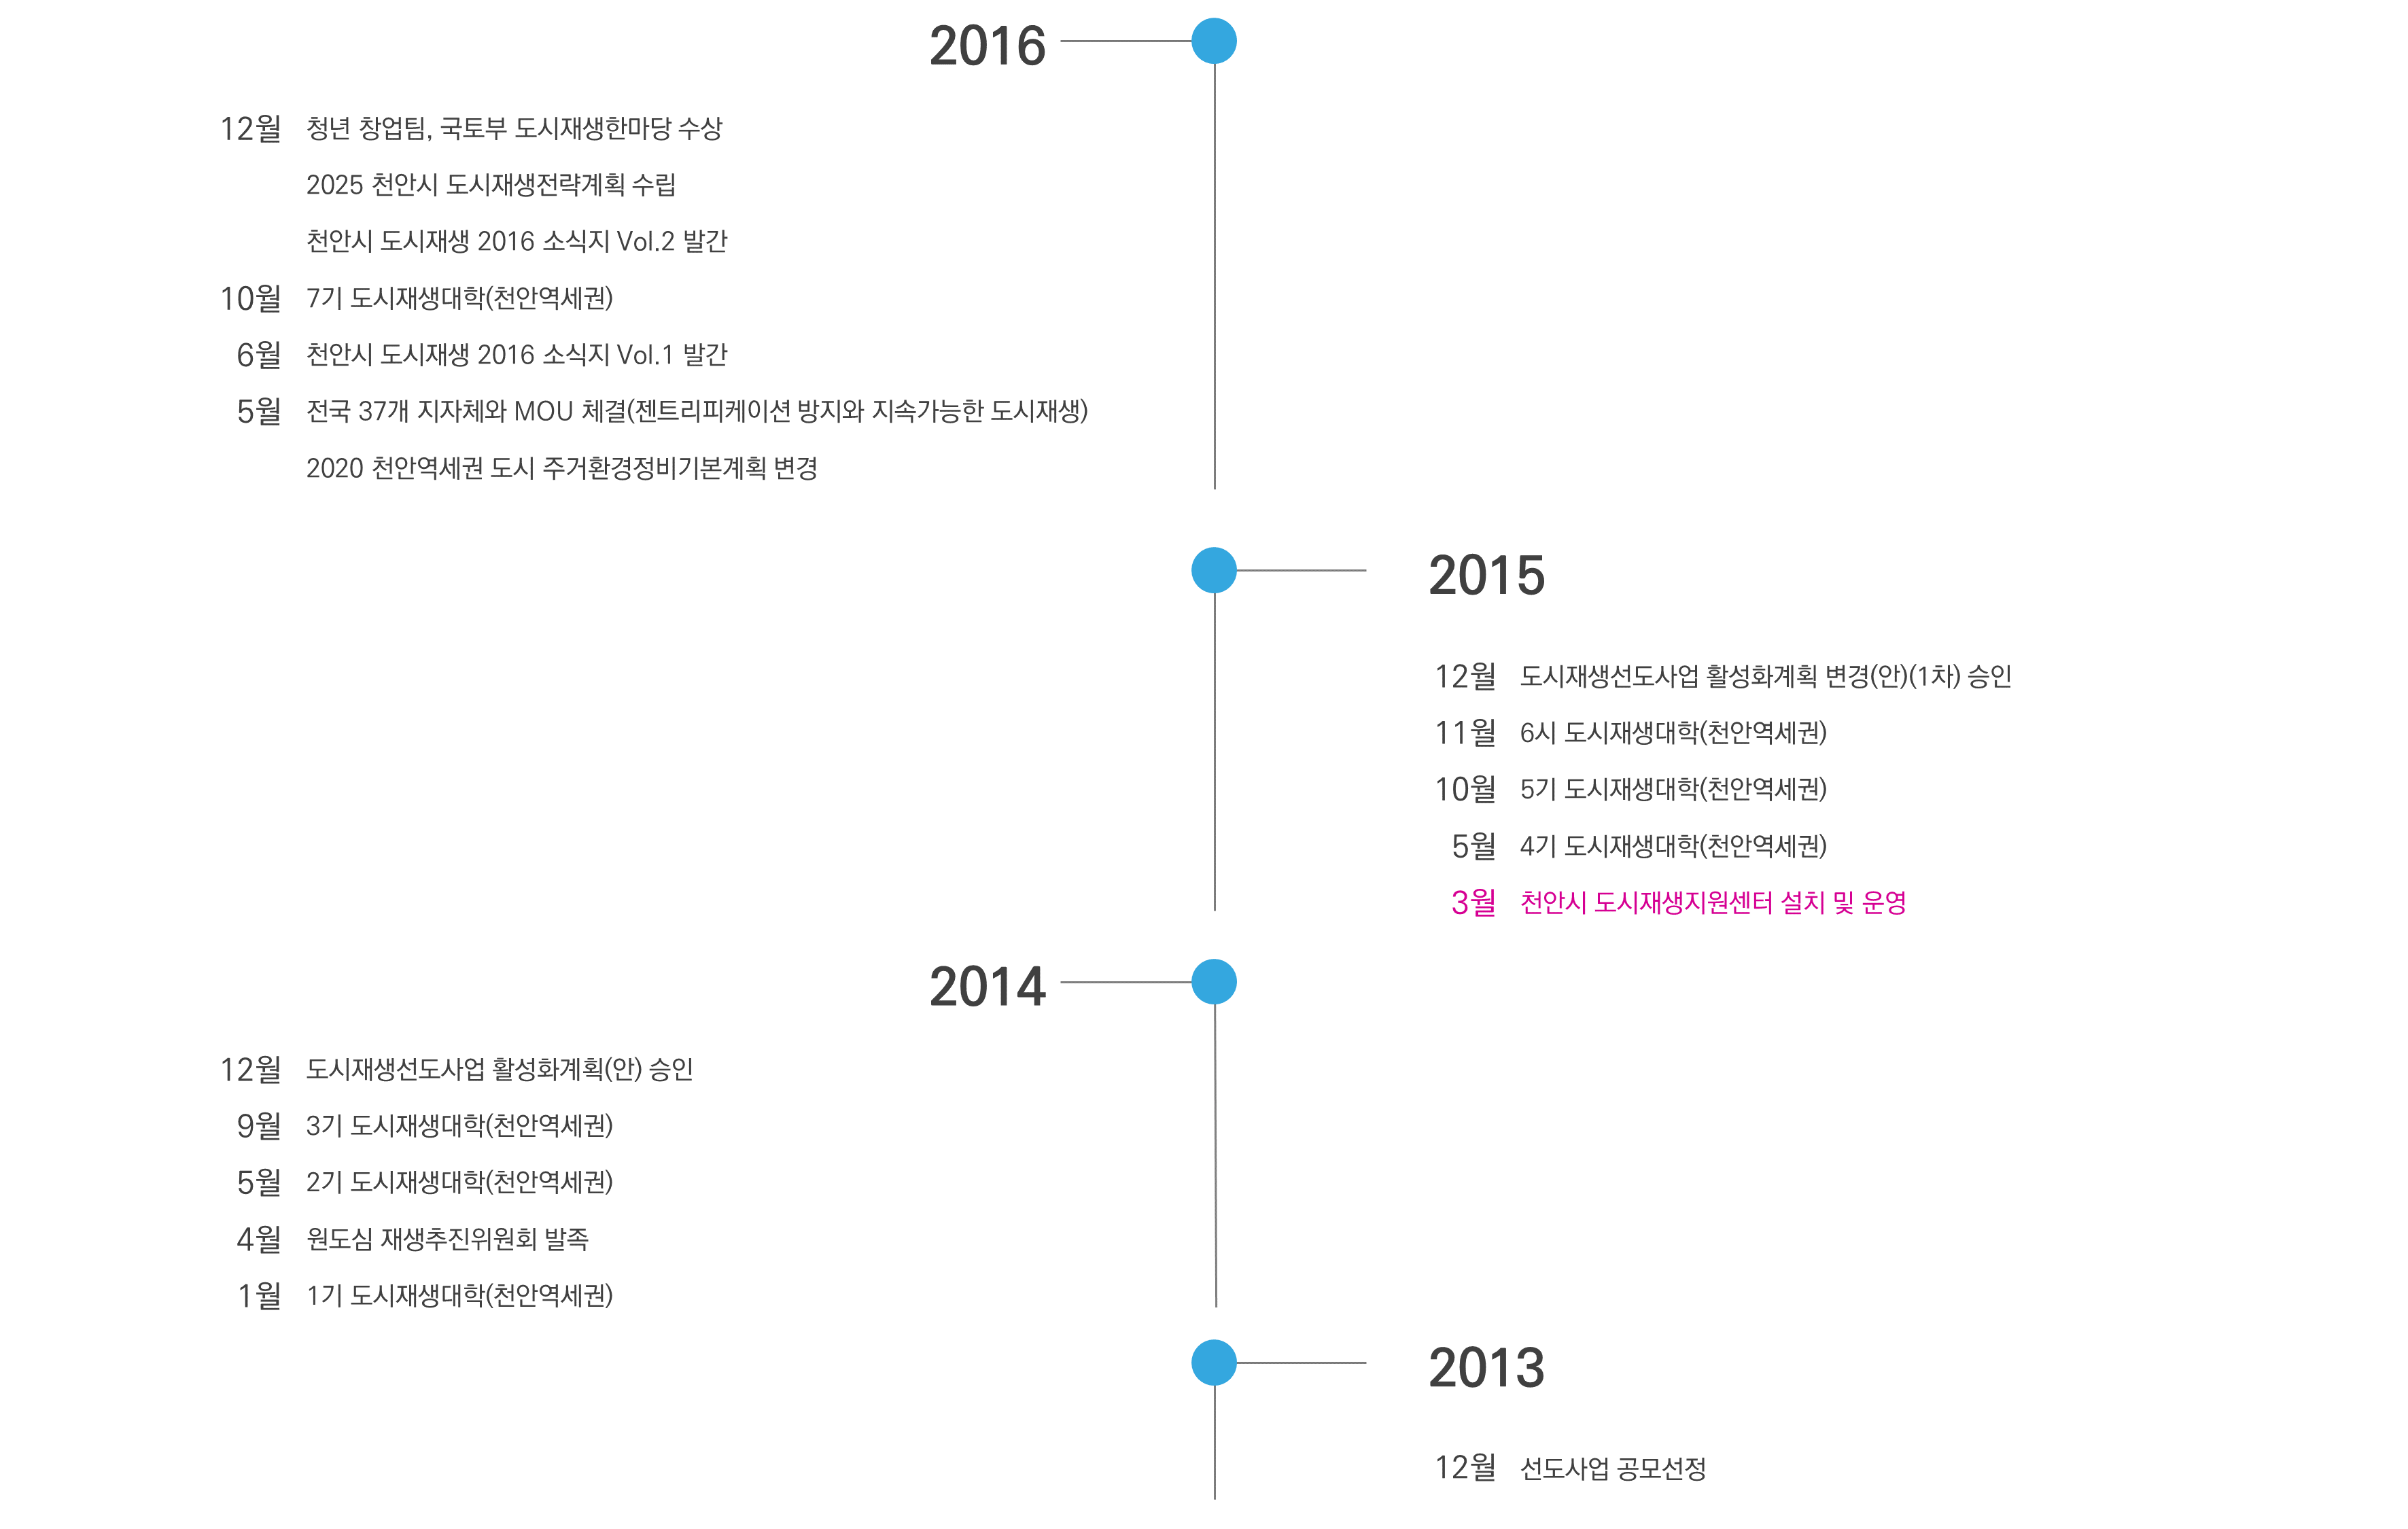 2016
12월 청년 창업팀, 국토부 도시재생한마당 수상
2025 천안시 도시재생전략계획 수립
천안시 도시재생 2016 소식지 Vol.2 발간
10월 7기 도시재생대학(천안역세권)
6월 천안시 도시재생 2016 소식지 Vol.1 발간
5월 전국 37개 지자체와 MOU 체결(젠트리피케이션 방지와 지속가능한 도시재생)
2020 천안역세권 도시 주거환경정비기본계획 변경
2015
12월 도시재생선도사업 활성화계획 변경(안)(1차) 승인
11월 6시 도시재생대학(천안역세권)
10월 5기 도시재생대학(천안역세권)
5월 4기 도시재생대학(천안역세권)
3월 천안시 도시재생지원센터 설치 및 운영
2014
12월 도시재생선도사업 활성화계획(안) 승인
9월 3기 도시재생대학(천안역세권)
5월 2기 도시재생대학(천안역세권)
4월 원도심 재생추진위원회 발족
1월 1기 도시재생대학(천안역세권)
2013
12월 선도사업 공모선정